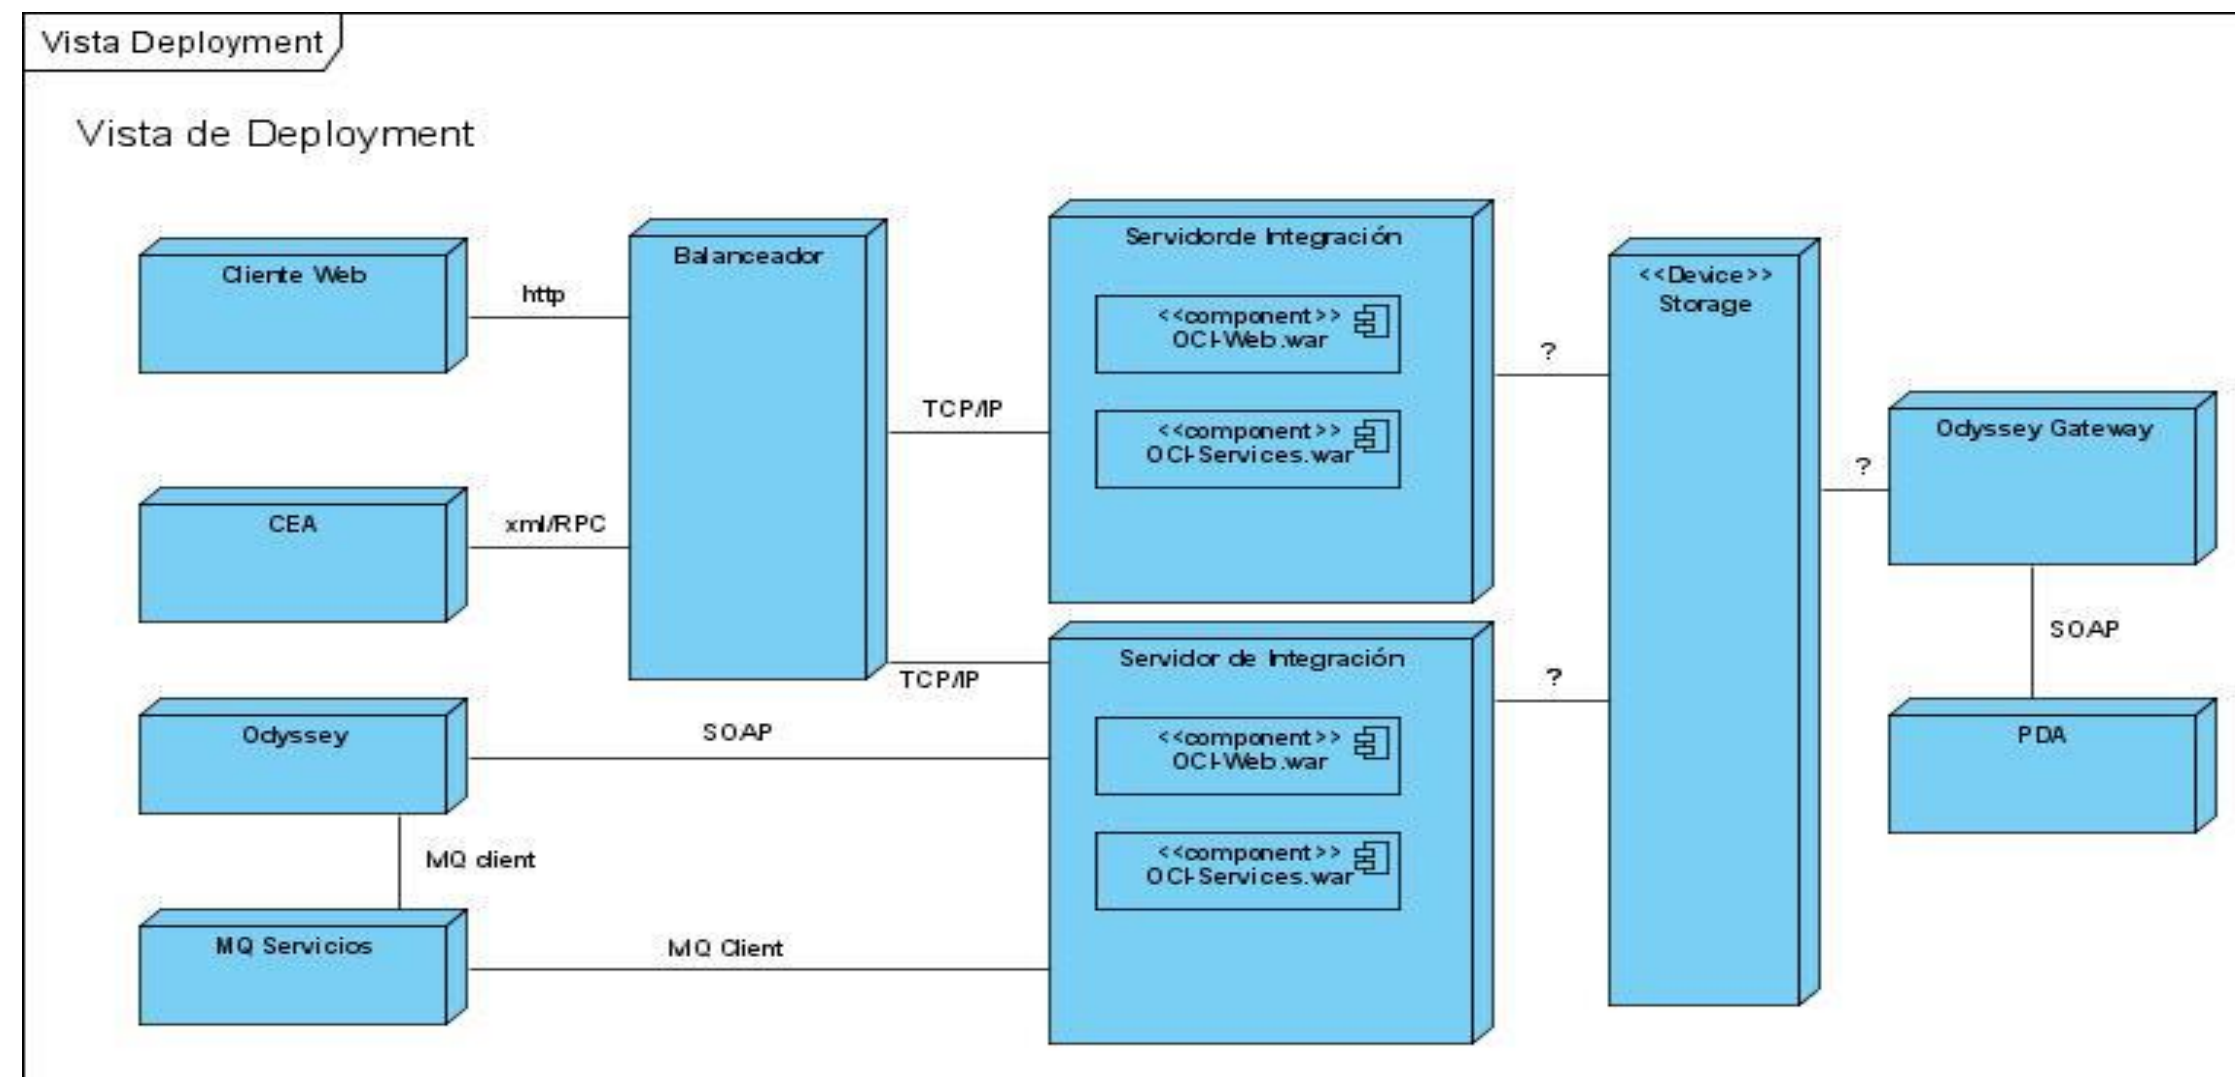 Vista Deployment
Vista de Deployment
Cliente Web
http
CEA
xml/RPC
Odyssey
SOAP
MQ client
MQ Servicios
MQ Client
Balanceador
TCP/IP
TCP/IP
Servidorde Integración
<<component>>
OCI-Web.war
<<component>>
OCI-Services.war
Servidor de Integración
<<component>>
OCI-Web.war
<<component>>
OCI-Services.war
?
?
<<Device>>
Storage
?
Odyssey Gateway
SOAP
PDA